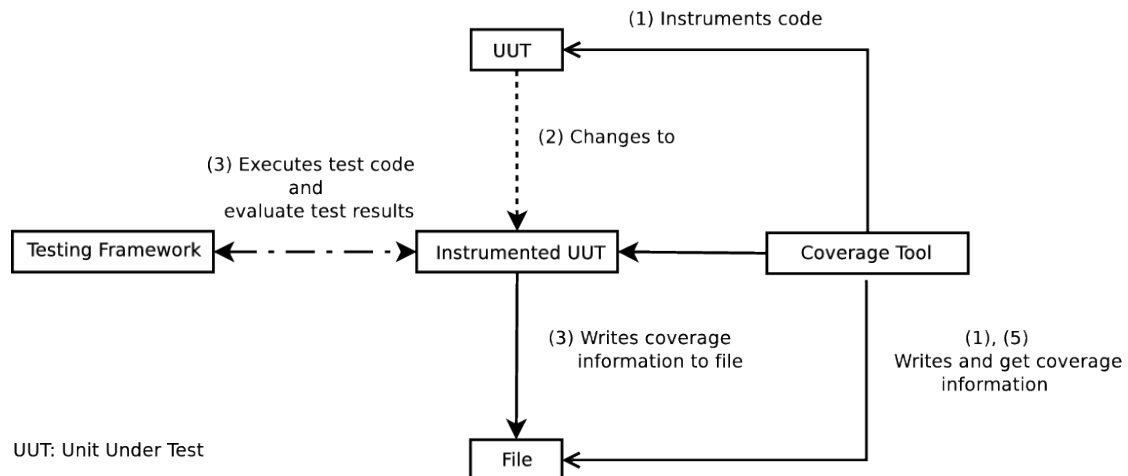 (1) Instruments code
UUT
(2) Changes to
(3) Executes test code
and
evaluate test results
Testing Framework
Instrumented UUT
Coverage Tool
(3) Writes coverage
information to file
(1), (5)
Writes and get coverage
information
UUT: Unit Under Test
File